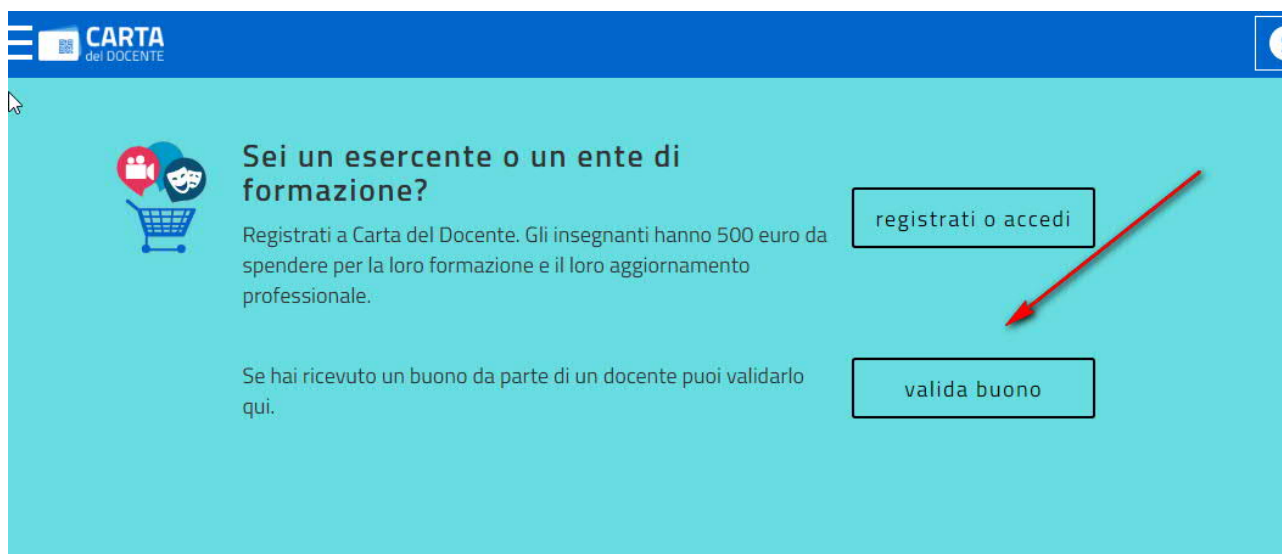 CARTA
del DOCENTE
Sei un esercente o un ente di
formazione?
Registrati a Carta del Docente. Gli insegnanti hanno 500 euro da
spendere per la loro formazione e il loro aggiornamento
professionale.
registrati o accedi
Se hai ricevuto un buono da parte di un docente puoi validarlo
qui.
valida buono